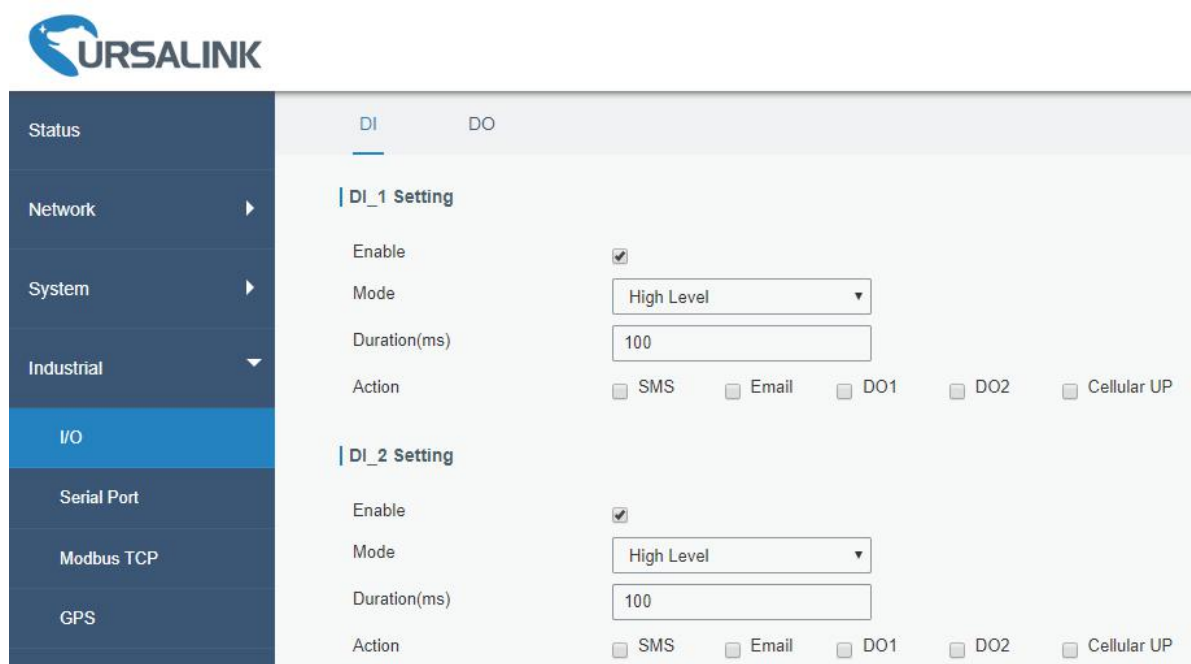 URSALINK
Status
Network
System
Industrial
I/O
Serial Port
Modbus TCP
GPS
DI DO
DI_1 Setting
Enable
Mode High Level
Duration(ms) 100
Action SMS Email DO1 DO2 Cellular UP
DI_2 Setting
Enable
Mode High Level
Duration(ms) 100
Action SMS Email DO1 DO2 Cellular UP